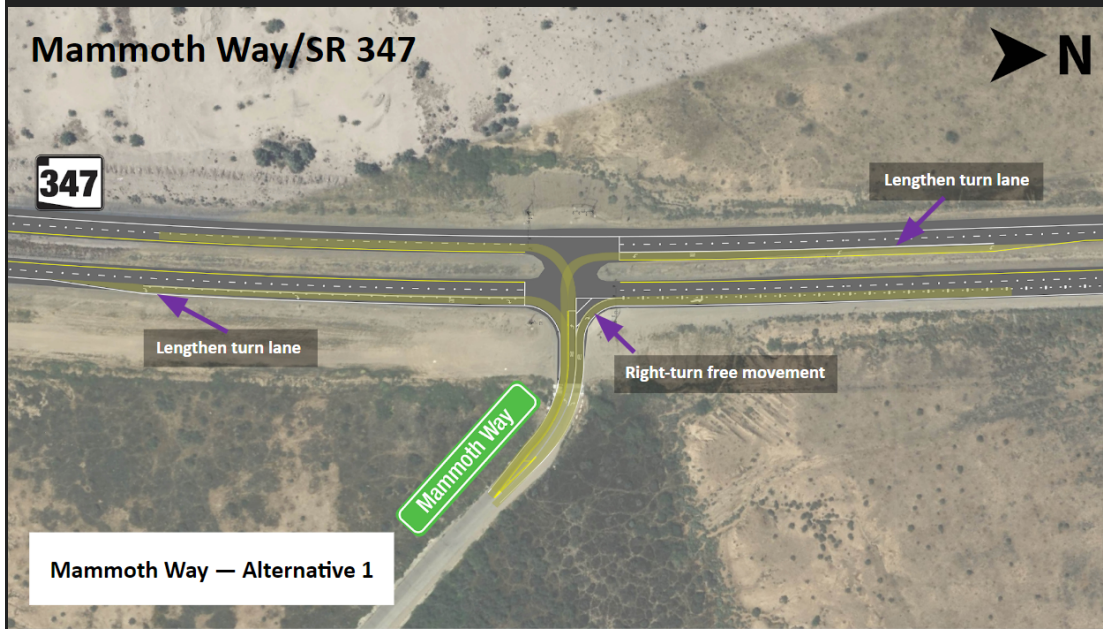 Mammoth Way/SR 347
N
347
Lengthen turn lane
Lengthen turn lane
Right-turn free movement
Mammoth Way
Mammoth Way — Alternative 1